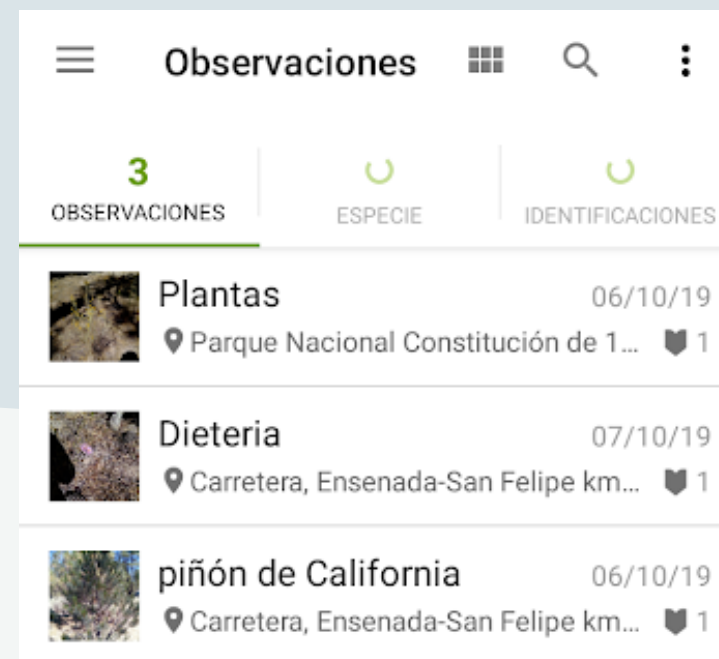 Observaciones
3
OBSERVACIONES ESPECIE IDENTIFICACIONES
Plantas 06/10/19
Parque Nacional Constitución de 1... 1
Dieteria 07/10/19
Carretera, Ensenada-San Felipe km... 1
piñón de California 06/10/19
Carretera, Ensenada-San Felipe km... 1